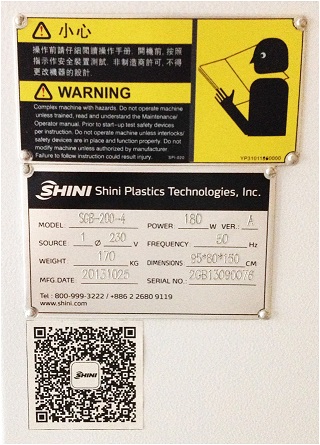 小心
操作前請仔細閱讀操作手册. 開機前, 按照
指示作安全裝置測試. 非制造商許可, 不得
更改機器的設計.
WARNING
Complex machine with hazards. Do not operate machine
unless trained, read and understand the Maintenance/
Operator manual. Prior to start-up test safety devices
per instruction. Do not operate machine unless interlocks/
safety devices are in place and function properly. Do not
modify machine unless authorized by manufacturer.
Failure to follow instruction could result injury.
SHINI Shini Plastics Technologies, Inc.
MODEL: SGB-200-4 POWER 180 W VER.: A
SOURCE 1 Ø 230 V FREQUENCY: 50 Hz
WEIGHT 170 KG DIMENSIONS: 95*60*150 CM
MFG.DATE 20131025 SERIAL NO.: 2GB13090076
Tel : 800-999-3222 / +886 2 2680 9119
www.shini.com
SHINI